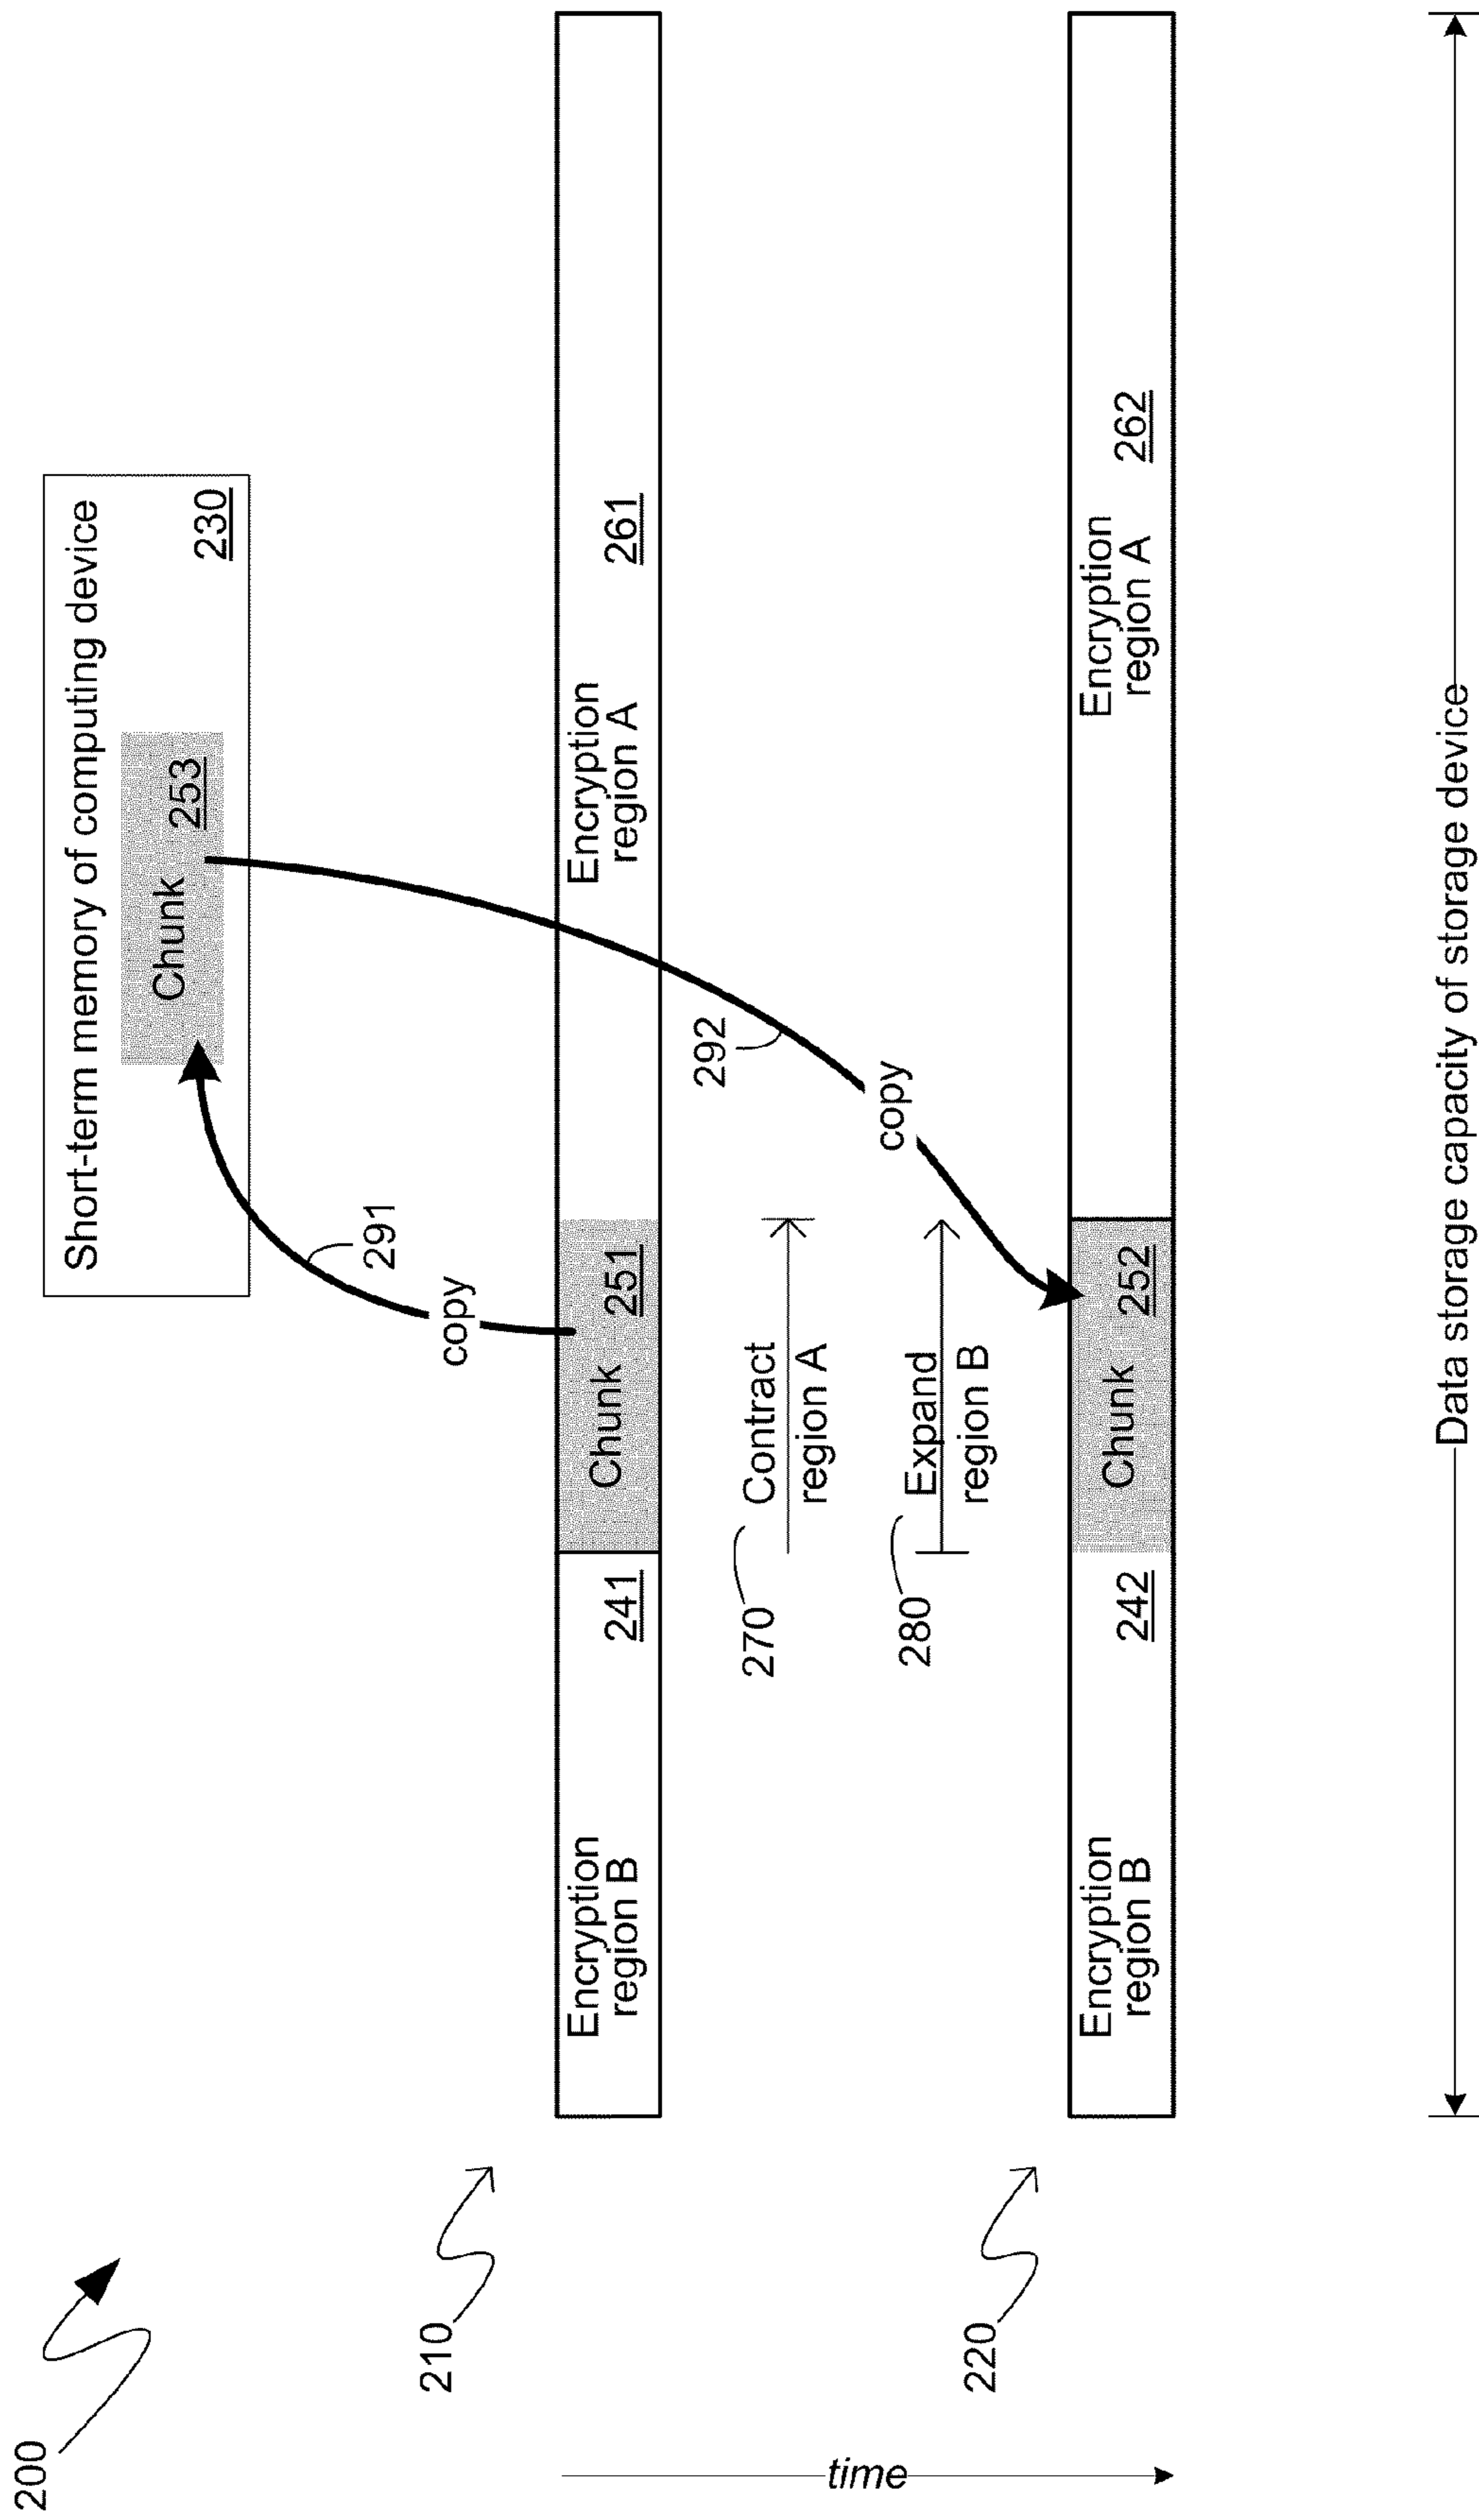 200
Short-term memory of computing device
Chunk
253
230
copy
291
210
Encryption
region B
241
Chunk
251
Encryption
region A
261
292
270
Contract
region A
280
Expand
region B
copy
time
220
Encryption
region B
242
Chunk
252
Encryption
region A
262
Data storage capacity of storage device